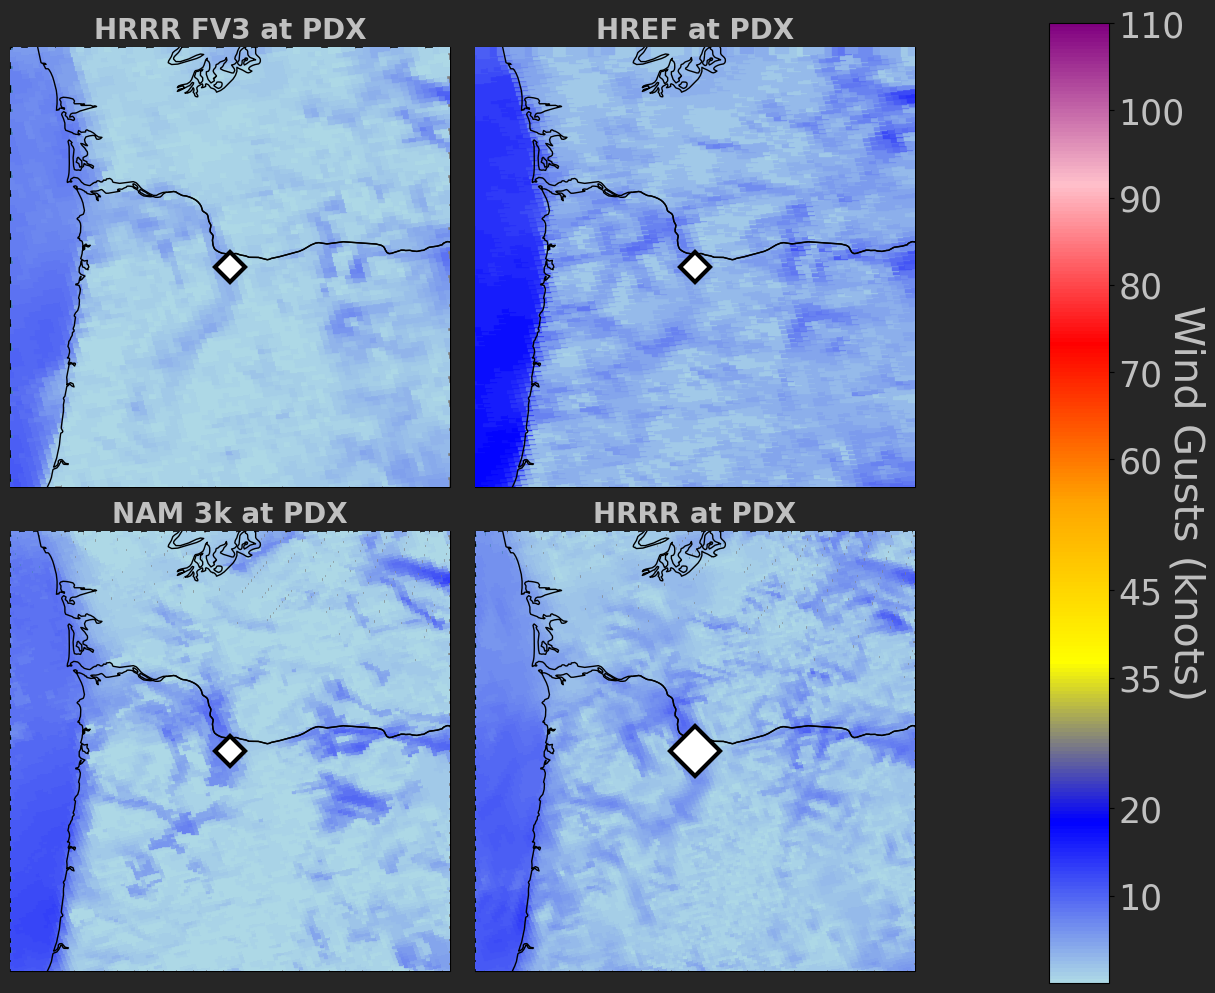 HRRR FV3 at PDX
HREF at PDX
NAM 3k at PDX
HRRR at PDX
110
100
90
80
70
60
45
35
20
10
Wind Gusts (knots)